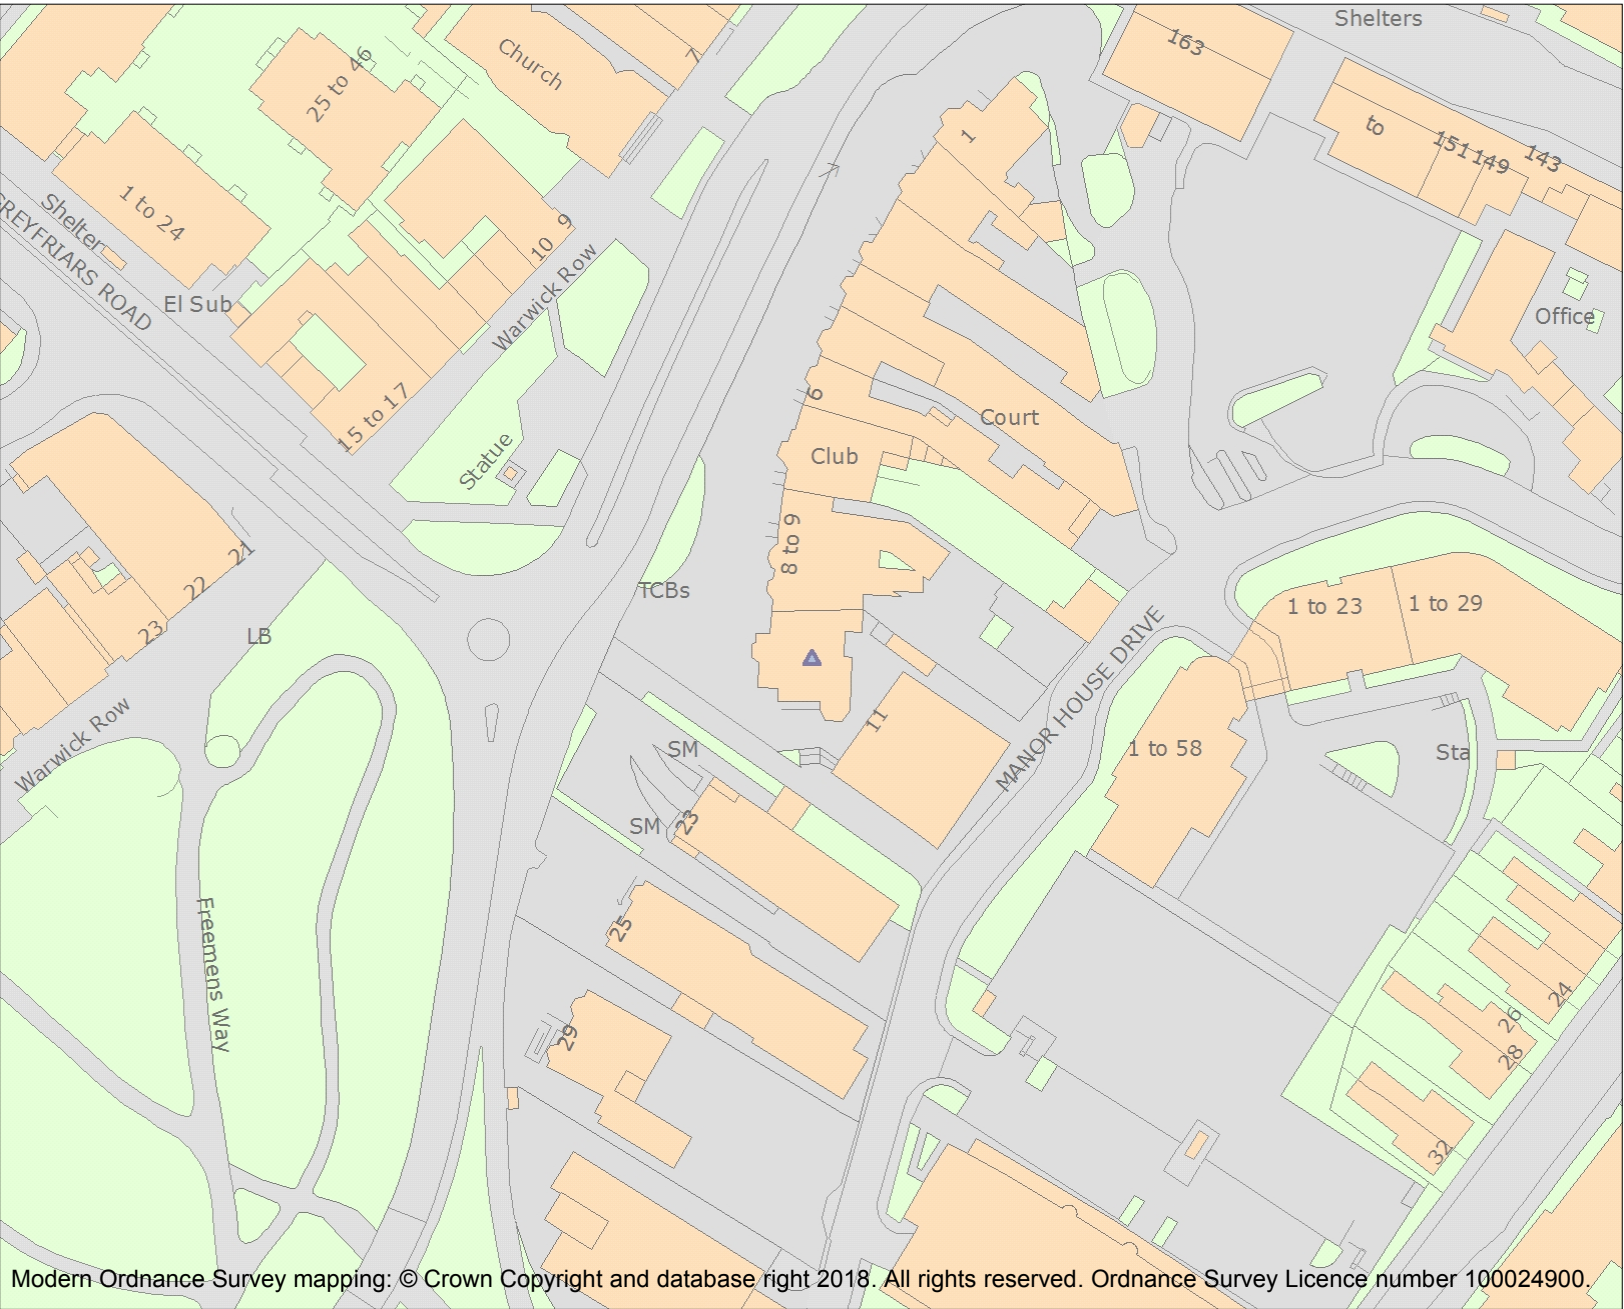 Shelters
163
Church
7
25 to 46
1
to
151
149
143
1 to 24
Shelter
GREYFRIARS ROAD
El Sub
9
10
Warwick Row
Office
15 to 17
6
Court
Statue
Club
8 to 9
21
22
23
LB
TCBs
1 to 23
1 to 29
MANOR HOUSE DRIVE
11
Warwick Row
SM
1 to 58
Sta
SM
23
25
Freemens Way
29
24
26
28
32
Modern Ordnance Survey mapping: © Crown Copyright and database right 2018. All rights reserved. Ordnance Survey Licence number 100024900.